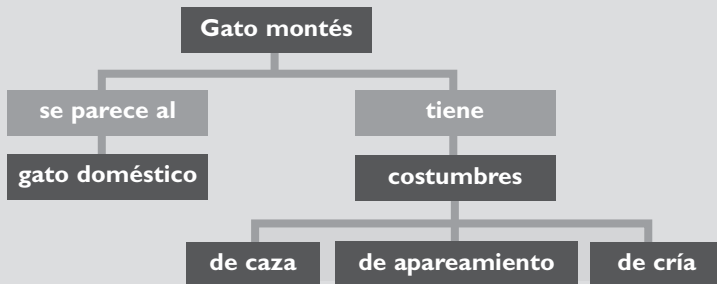 Gato montés
se parece al
tiene
gato doméstico
costumbres
de caza
de apareamiento
de cría